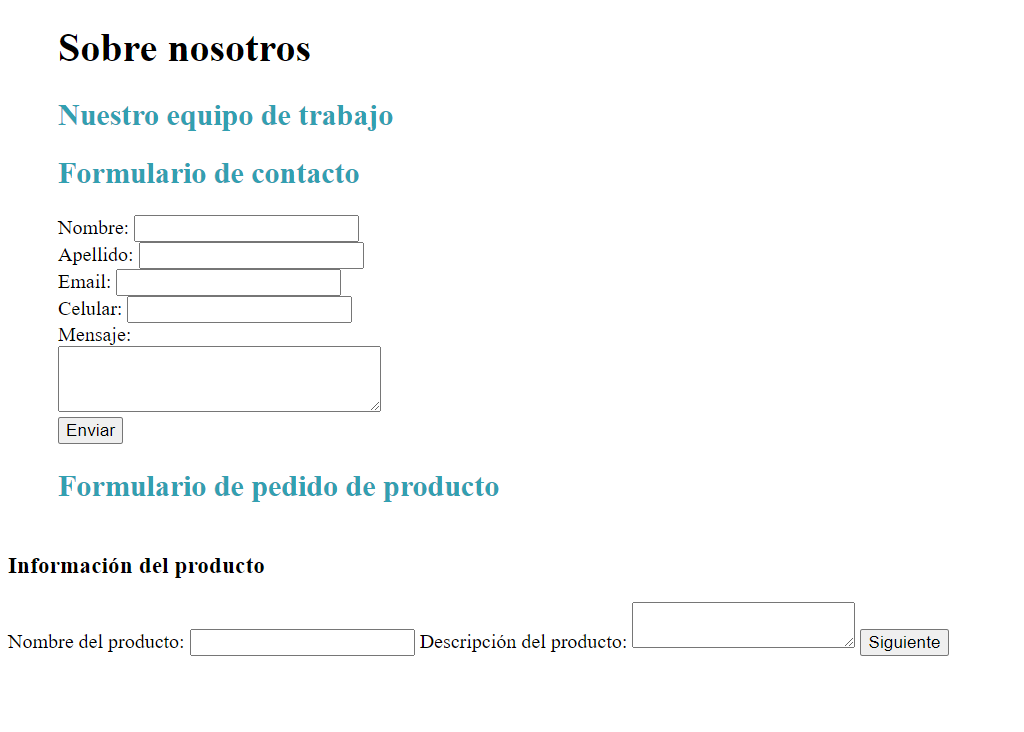 Sobre nosotros
Nuestro equipo de trabajo
Formulario de contacto
Nombre:
Apellido:
Email:
Celular:
Mensaje:
Enviar
Formulario de pedido de producto
Información del producto
Nombre del producto: Descripción del producto: Siguiente